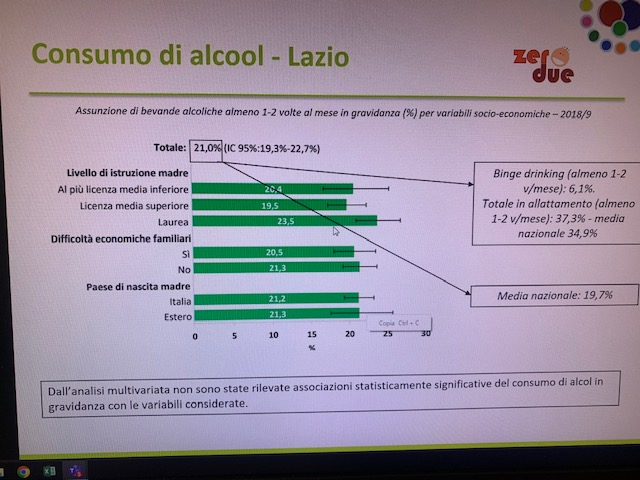 Consumo di alcool - Lazio
zero
due
Assunzione di bevande alcoliche almeno 1-2 volte al mese in gravidanza (%) per variabili socio-economiche – 2018/9
Totale: 21,0% (IC 95%:19,3%-22,7%)
Livello di istruzione madre
Al più licenza media inferiore 20,4
Licenza media superiore 19,5
Laurea 23,5
Difficoltà economiche familiari
Sì 20,5
No 21,3
Paese di nascita madre
Italia 21,2
Estero 21,3
0 5 10 15 20 25 30
%
Copia Ctrl + C
Binge drinking (almeno 1-2
v/mese): 6,1%.
Totale in allattamento (almeno
1-2 v/mese): 37,3% - media
nazionale 34,9%
Media nazionale: 19,7%
Dall'analisi multivariata non sono state rilevate associazioni statisticamente significative del consumo di alcol in
gravidanza con le variabili considerate.